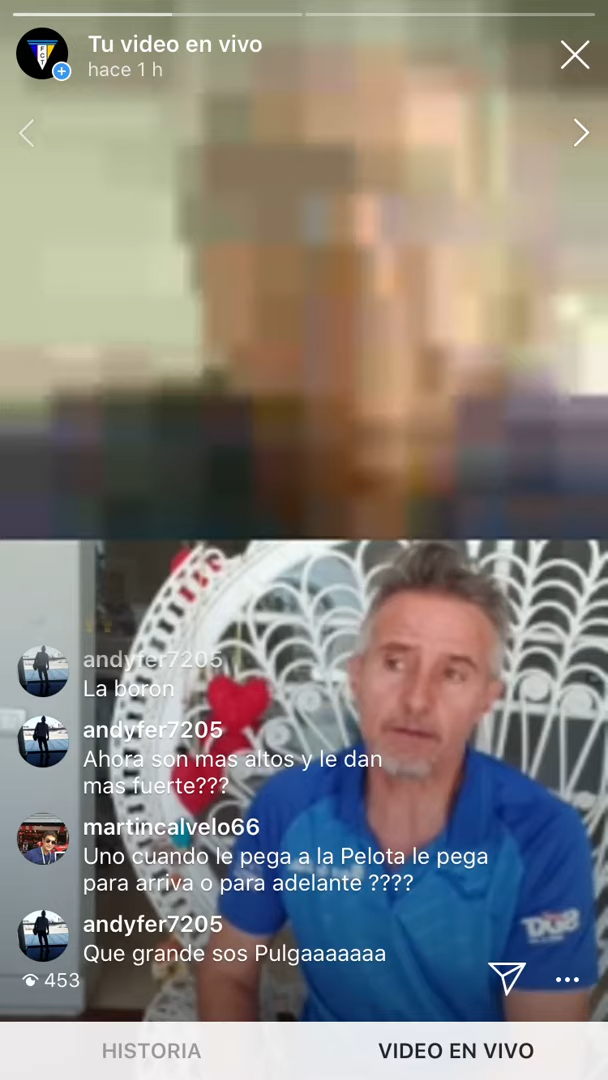 Tu video en vivo
hace 1 h
andyfer7205
La boron
andyfer7205
Ahora son mas altos y le dan
mas fuerte???
martincalvelo66
Uno cuando le pega a la Pelota le pega
para arriva o para adelante ????
andyfer7205
Que grande sos Pulgaaaaaaa
453
HISTORIA
VIDEO EN VIVO